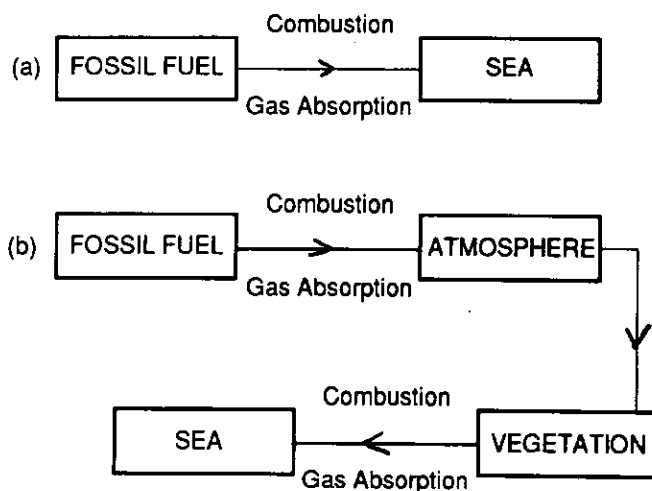 Combustion
(a) FOSSIL FUEL SEA
Gas Absorption
Combustion
(b) FOSSIL FUEL ATMOSPHERE
Gas Absorption
Combustion
SEA VEGETATION
Gas Absorption